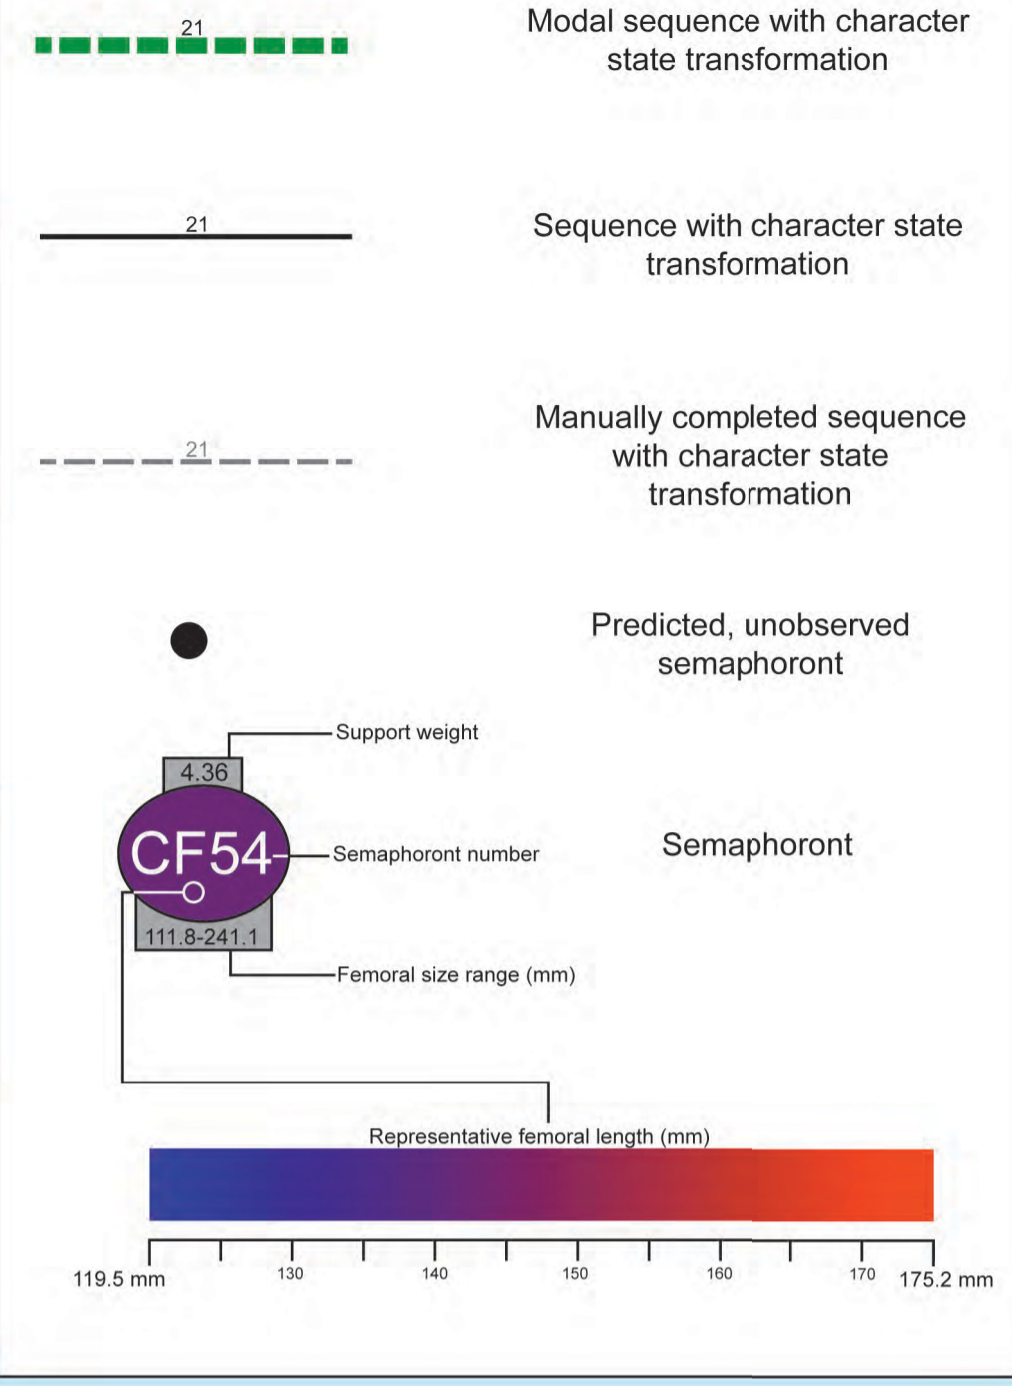 21
Modal sequence with character
state transformation
21
Sequence with character state
transformation
21
Manually completed sequence
with character state
transformation
Predicted, unobserved
semaphoront
Support weight
4.36
CF54
Semaphoront number
Semaphoront
111.8-241.1
Femoral size range (mm)
Representative femoral length (mm)
119.5 mm 130 140 150 160 170 175.2 mm